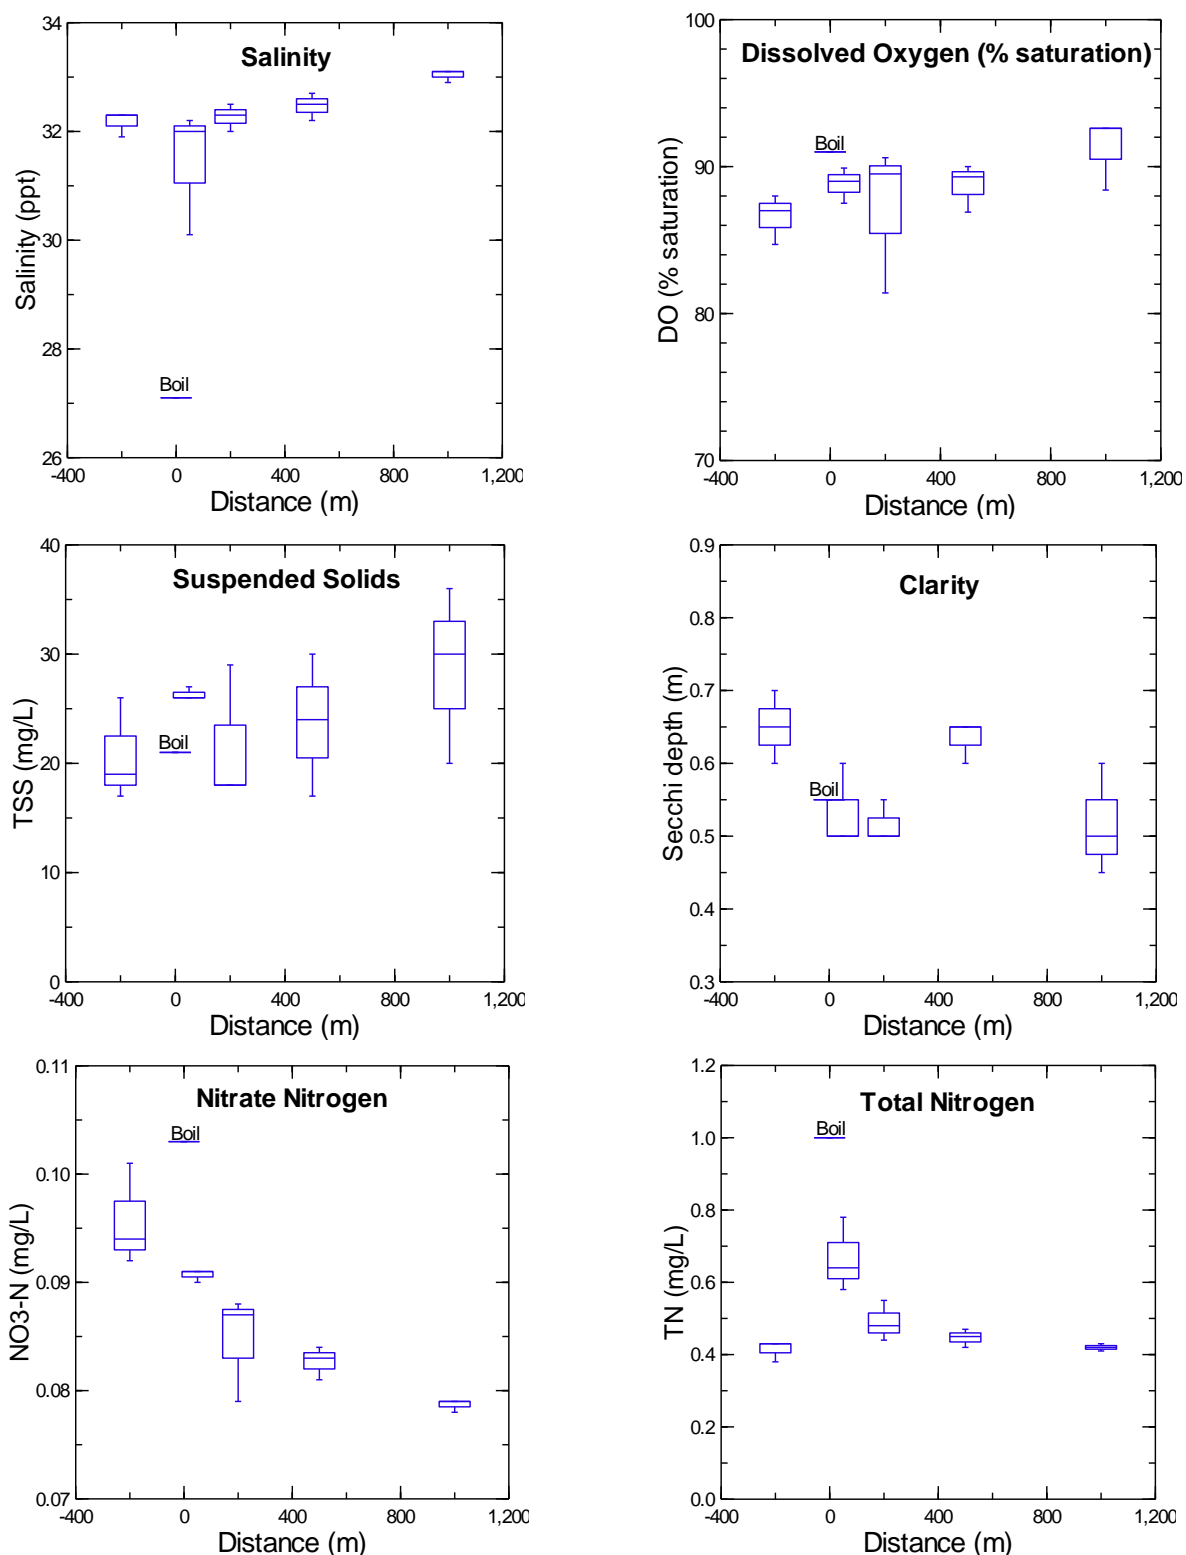 Salinity
34
32
30
28
26
Salinity (ppt)
Boil
-400
0
400
800
1,200
Distance (m)
Dissolved Oxygen (% saturation)
100
90
80
70
DO (% saturation)
Boil
-400
0
400
800
1,200
Distance (m)
Suspended Solids
40
30
20
10
0
TSS (mg/L)
Boil
-400
0
400
800
1,200
Distance (m)
Clarity
0.9
0.8
0.7
0.6
0.5
0.4
0.3
Secchi depth (m)
Boil
-400
0
400
800
1,200
Distance (m)
Nitrate Nitrogen
0.11
0.10
0.09
0.08
0.07
NO3-N (mg/L)
Boil
-400
0
400
800
1,200
Distance (m)
Total Nitrogen
1.2
1.0
0.8
0.6
0.4
0.2
0.0
TN (mg/L)
Boil
-400
0
400
800
1,200
Distance (m)